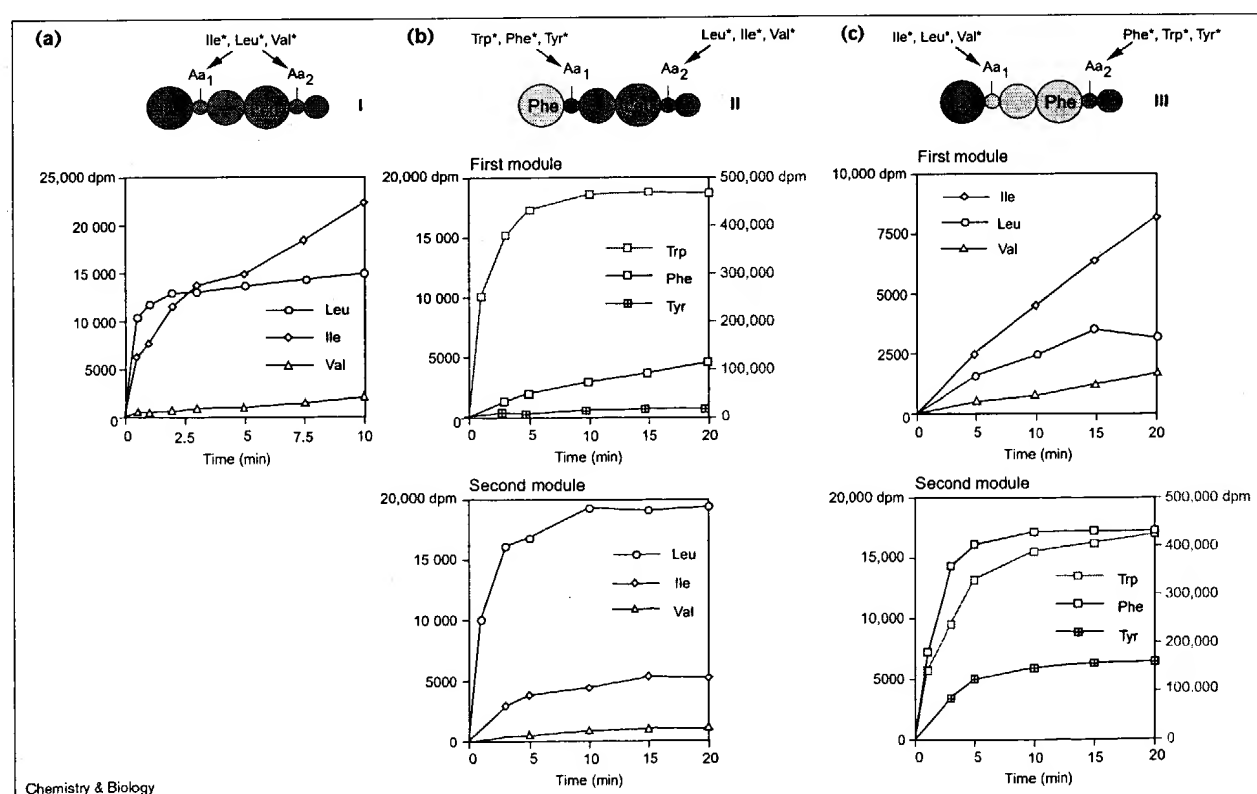 (a)
Ile*, Leu*, Val*
Aa1
Aa2
I
25,000 dpm
20 000
15 000
10 000
5000
0
Leu
Ile
Val
0 2.5 5 7.5 10
Time (min)
(b)
Trp*, Phe*, Tyr*
Leu*, Ile, Val*
Aa1
Aa2
Phe
II
First module
20,000 dpm
15 000
10 000
5000
0
500,000 dpm
400,000
300,000
200,000
100,000
0
Trp
Phe
Tyr
0 5 10 15 20
Time (min)
Second module
20,000 dpm
15 000
10 000
5000
0
Leu
Ile
Val
0 5 10 15 20
Time (min)
(c)
Ile*, Leu*, Val*
Phe*, Trp*, Tyr*
Aa1
Aa2
Phe
III
First module
10,000 dpm
7500
5000
2500
0
Ile
Leu
Val
0 5 10 15 20
Time (min)
Second module
20,000 dpm
15,000
10,000
5000
0
500,000 dpm
400,000
300,000
200,000
100.000
0
Trp
Phe
Tyr
0 5 10 15 20
Time (min)
Chemistry & Biology